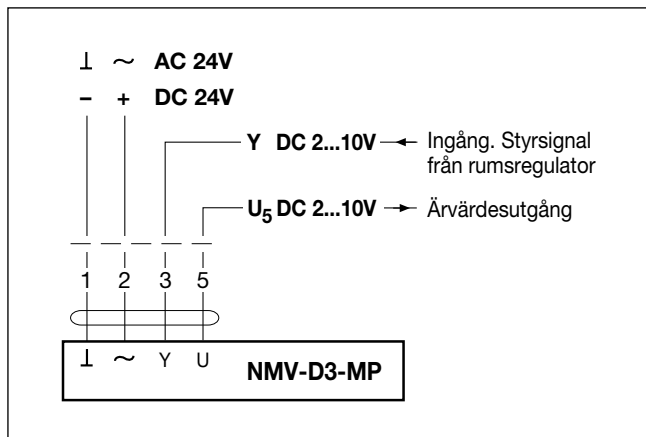 ⊥ ~ AC 24V
– + DC 24V
Y DC 2...10V Ingång. Styrsignal
från rumsregulator
U5 DC 2...10V Ärvärdesutgång
1 2 3 5
⊥ ~ Y U NMV-D3-MP